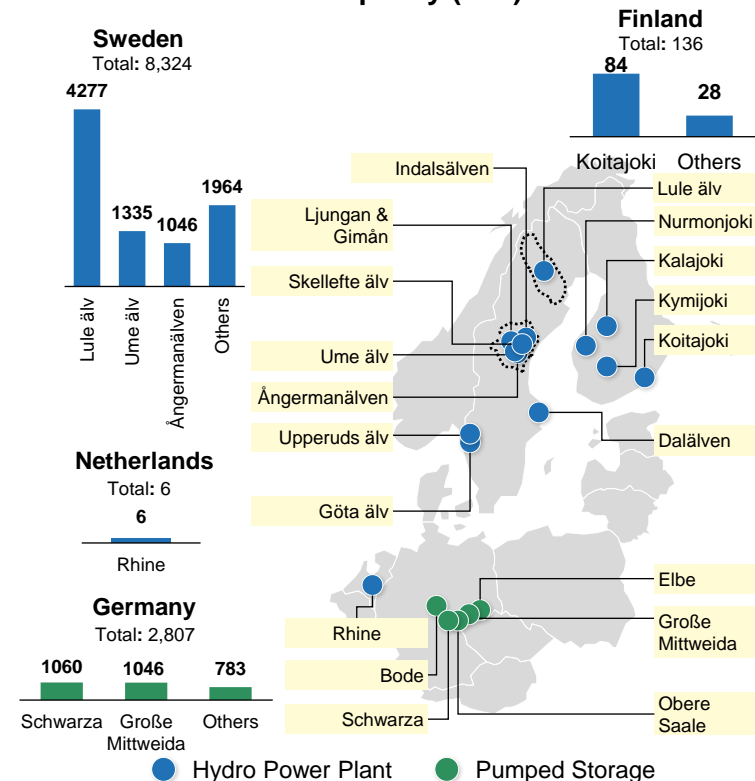 Sweden
Total: 8,324
4277
1335
1046
1964
Lule älv
Ume älv
Ångermanälven
Others
Finland
Total: 136
84
28
Koitajoki
Others
Indalsälven
Ljungan &
Gimån
Skellefte älv
Ume älv
Ångermanälven
Upperuds älv
Göta älv
Lule älv
Nurmonjoki
Kalajoki
Kymijoki
Koitajoki
Dalälven
Netherlands
Total: 6
6
Rhine
Germany
Total: 2,807
1060
1046
783
Schwarza
Große
Mittweida
Others
Rhine
Bode
Schwarza
Elbe
Große
Mittweida
Obere
Saale
Hydro Power Plant
Pumped Storage